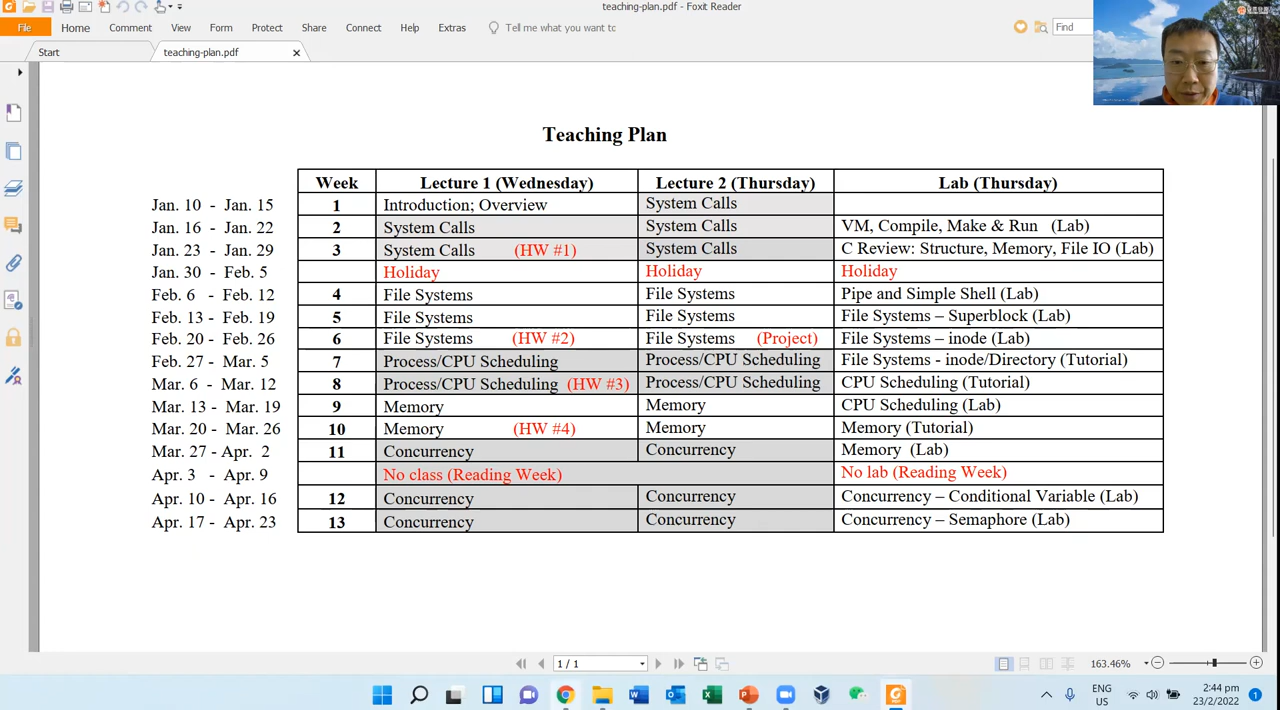 teaching-plan.pdf - Foxit Reader
File Home Comment View Form Protect Share Connect Help Extras Tell me what you want tc Find
Start teaching-plan.pdf
Teaching Plan
Week Lecture 1 (Wednesday) Lecture 2 (Thursday) Lab (Thursday)
Jan. 10 - Jan. 15 1 Introduction; Overview System Calls
Jan. 16 - Jan. 22 2 System Calls System Calls VM, Compile, Make & Run (Lab)
Jan. 23 - Jan. 29 3 System Calls (HW #1) System Calls C Review: Structure, Memory, File IO (Lab)
Jan. 30 - Feb. 5 Holiday Holiday Holiday
Feb. 6 - Feb. 12 4 File Systems File Systems Pipe and Simple Shell (Lab)
Feb. 13 - Feb. 19 5 File Systems File Systems File Systems – Superblock (Lab)
Feb. 20 - Feb. 26 6 File Systems (HW #2) File Systems (Project) File Systems – inode (Lab)
Feb. 27 - Mar. 5 7 Process/CPU Scheduling Process/CPU Scheduling File Systems - inode/Directory (Tutorial)
Mar. 6 - Mar. 12 8 Process/CPU Scheduling (HW #3) Process/CPU Scheduling CPU Scheduling (Tutorial)
Mar. 13 - Mar. 19 9 Memory Memory CPU Scheduling (Lab)
Mar. 20 - Mar. 26 10 Memory (HW #4) Memory Memory (Tutorial)
Mar. 27 - Apr. 2 11 Concurrency Concurrency Memory (Lab)
Apr. 3 - Apr. 9 No class (Reading Week) No lab (Reading Week)
Apr. 10 - Apr. 16 12 Concurrency Concurrency Concurrency – Conditional Variable (Lab)
Apr. 17 - Apr. 23 13 Concurrency Concurrency Concurrency – Semaphore (Lab)
1 / 1 163.46%
ENG 2:44 pm
US 23/2/2022 1